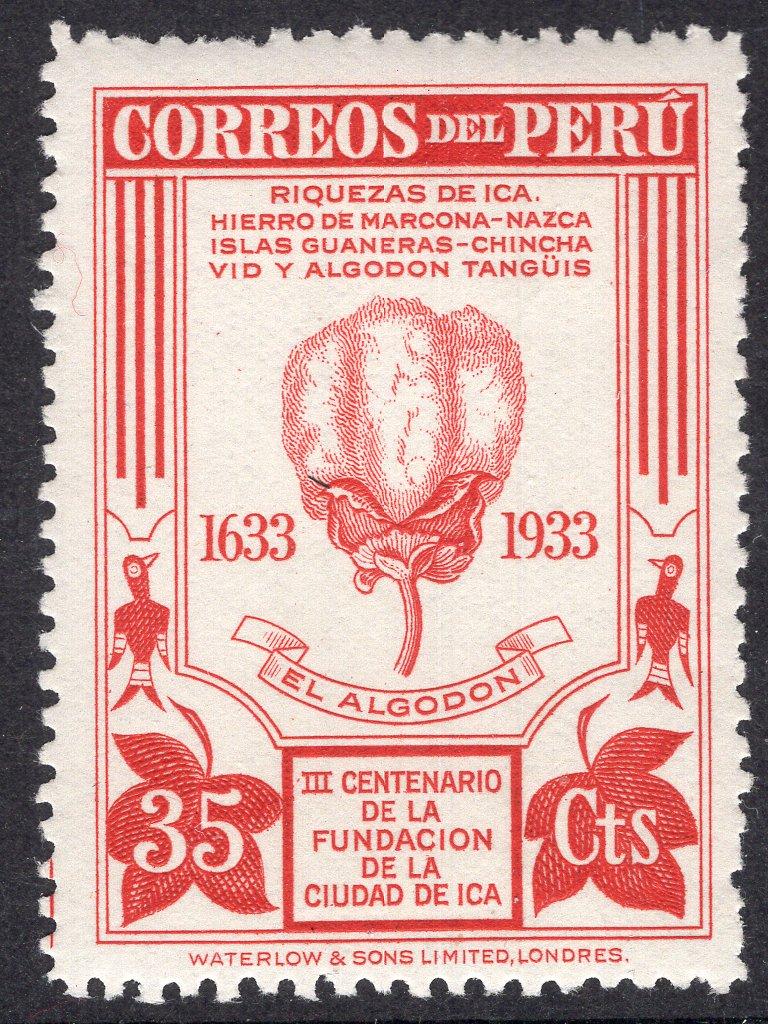 CORREOS DEL PERÚ
RIQUEZAS DE ICA.
HIERRO DE MARCONA-NAZCA
ISLAS GUANERAS-CHINCHA
VID Y ALGODON TANGÜIS
1633 1933
EL ALGODON
35 Cts
III CENTENARIO
DE LA
FUNDACION
DE LA
CIUDAD DE ICA
WATERLOW & SONS LIMITED, LONDRES.